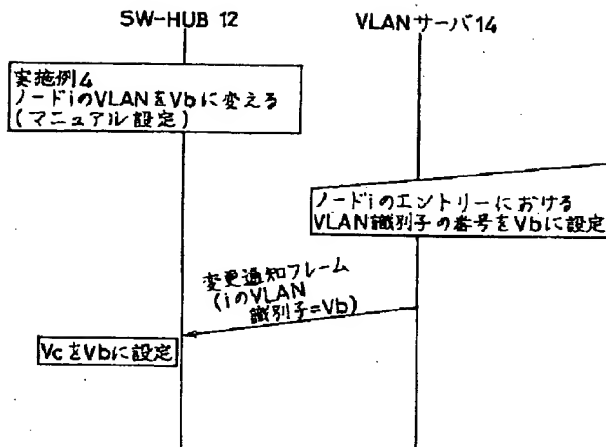 SW-HUB 12
VLANサーバ14
実施例4
ノードiのVLANをVbに変える
(マニュアル設定)
ノードiのエントリーにおける
VLAN識別子の番号をVbに設定
変更通知フレーム
(iのVLAN
識別子=Vb)
VcをVbに設定